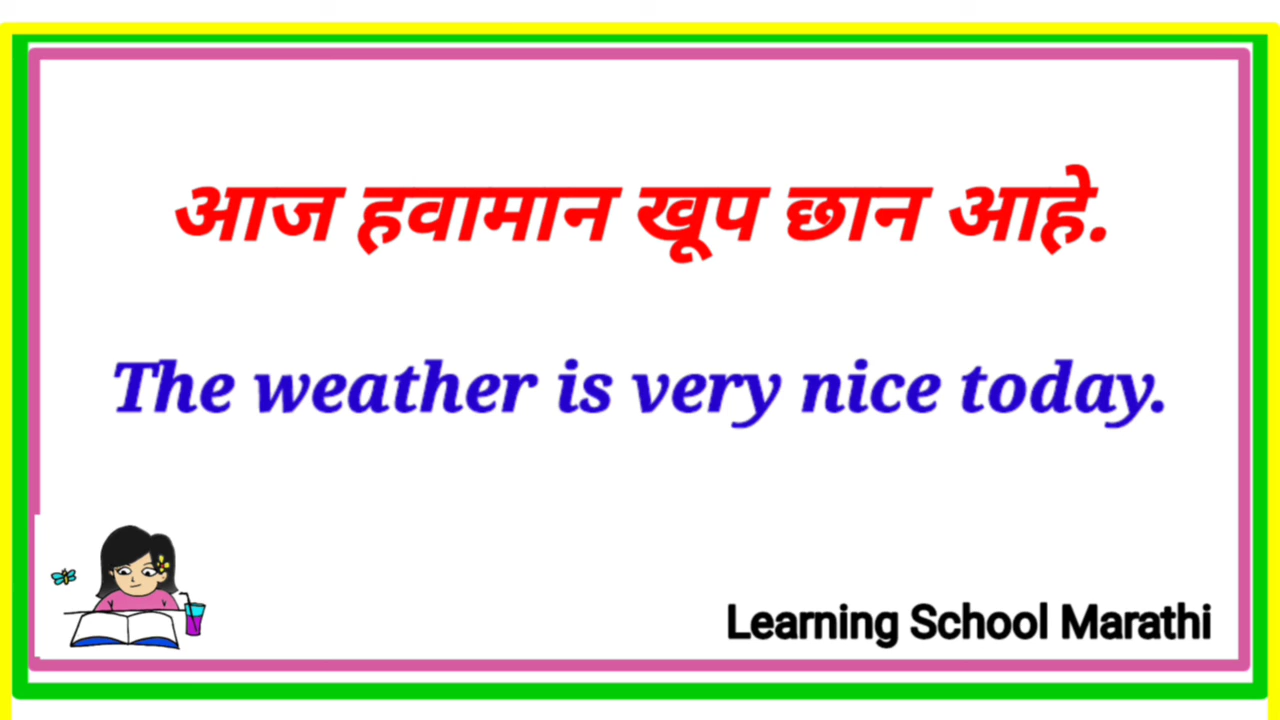 आज हवामान खूप छान आहे.
The weather is very nice today.
Learning School Marathi